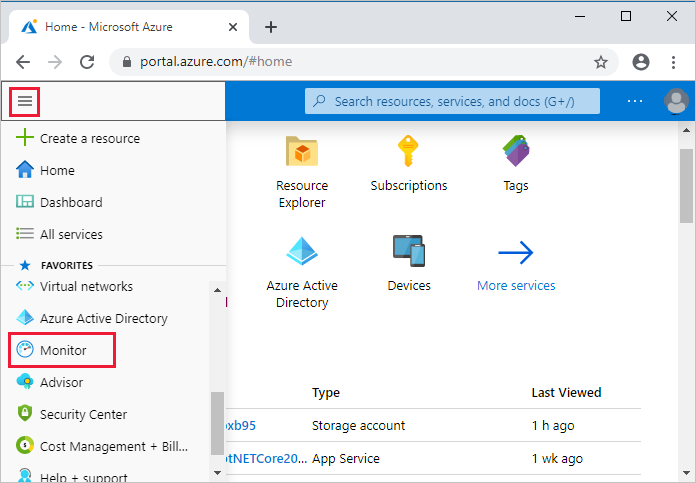 Home - Microsoft Azure
portal.azure.com/#home
Search resources, services, and docs (G+/)
Create a resource
Home
Dashboard
All services
FAVORITES
Virtual networks
Azure Active Directory
Monitor
Advisor
Security Center
Cost Management + Bill...
Help + support
Resource
Explorer
Subscriptions
Tags
Azure Active
Directory
Devices
More services
Type
Last Viewed
oxb95
Storage account
1 h ago
otNETCore20...
App Service
1 wk ago